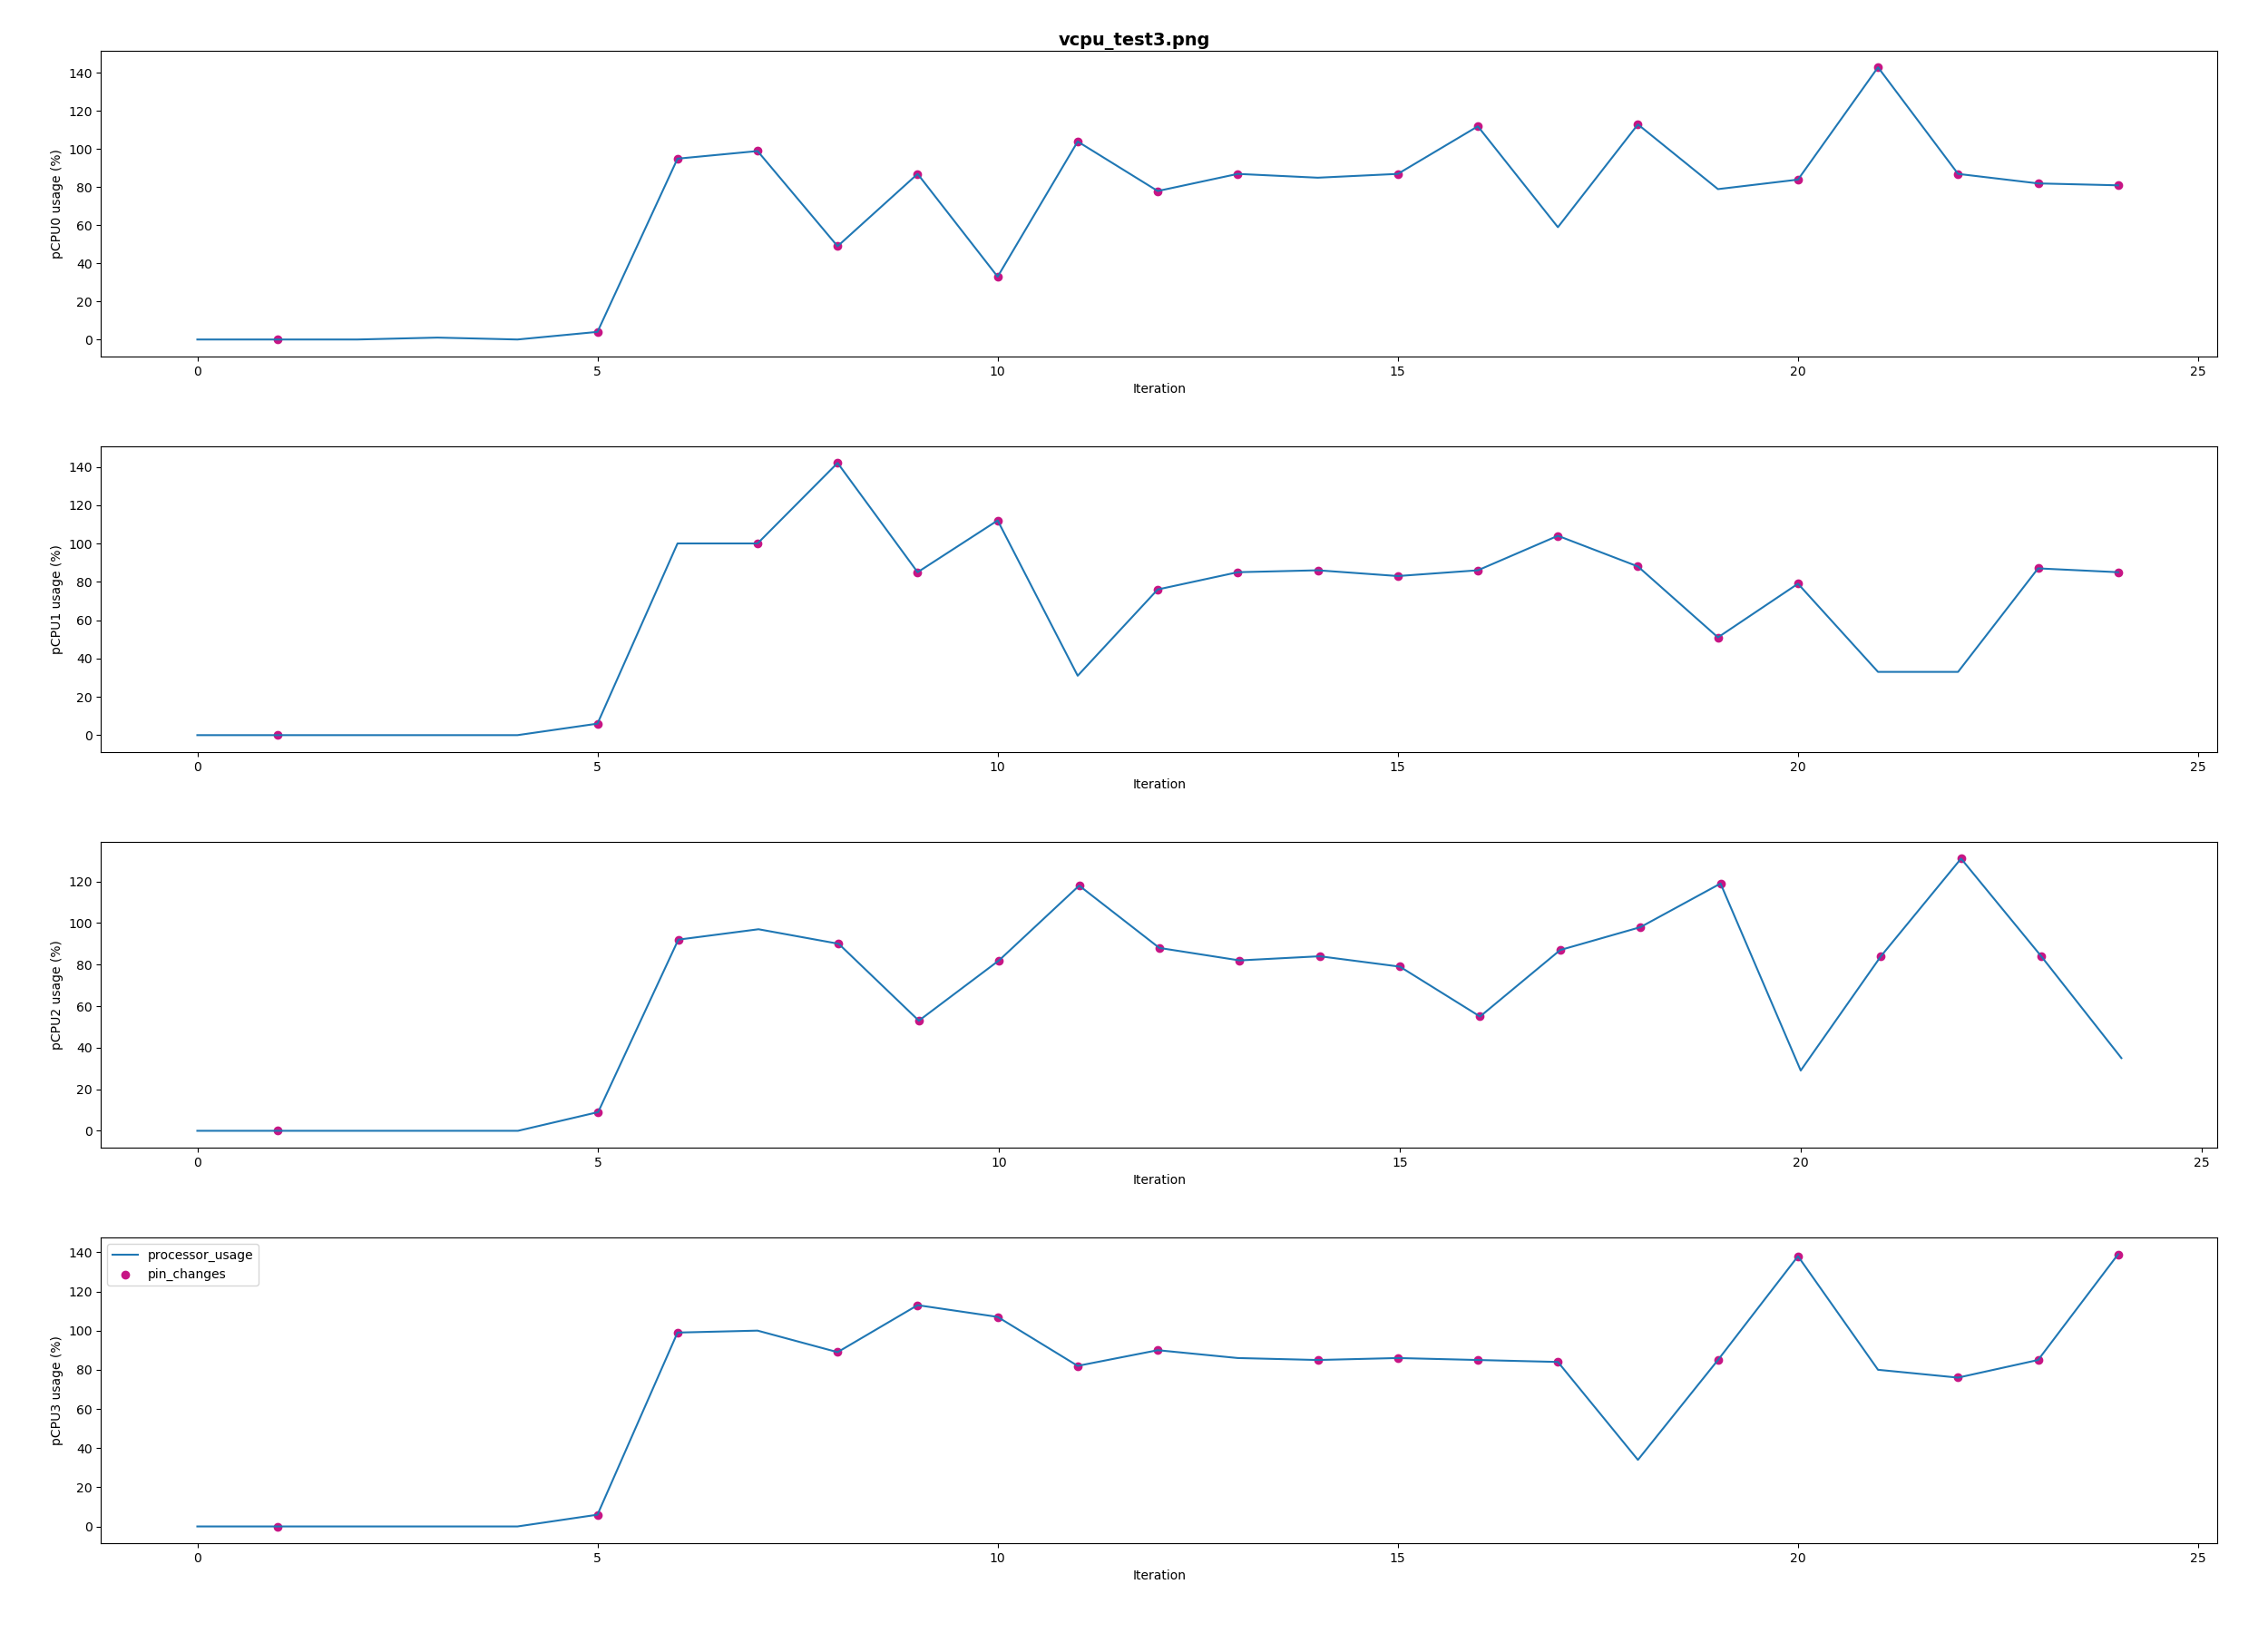 vcpu_test3.png
140
120
100
80
60
40
20
0
pCPU0 usage (%)
0 5 10 15 20 25
Iteration
140
120
100
80
60
40
20
0
pCPU1 usage (%)
0 5 10 15 20 25
Iteration
120
100
80
60
40
20
0
pCPU2 usage (%)
0 5 10 15 20 25
Iteration
processor_usage
pin_changes
140
120
100
80
60
40
20
0
pCPU3 usage (%)
0 5 10 15 20 25
Iteration